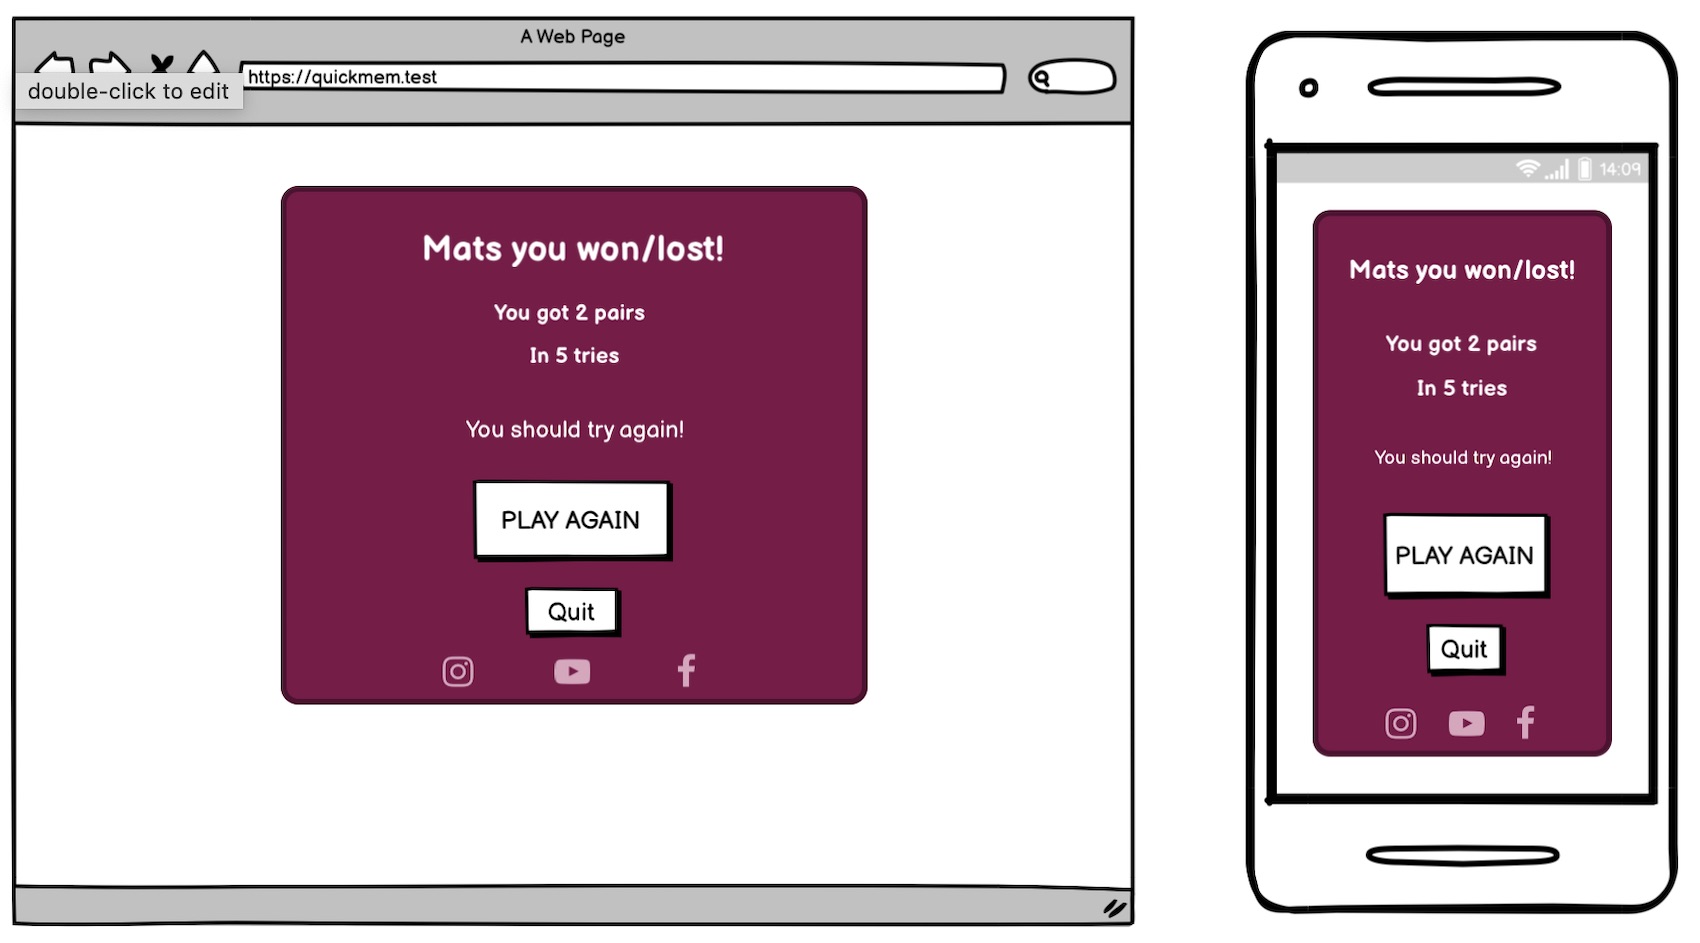 A Web Page
https://quickmem.test
double-click to edit
Mats you won/lost!
You got 2 pairs
In 5 tries
You should try again!
PLAY AGAIN
Quit
14:09
Mats you won/lost!
You got 2 pairs
In 5 tries
You should try again!
PLAY AGAIN
Quit